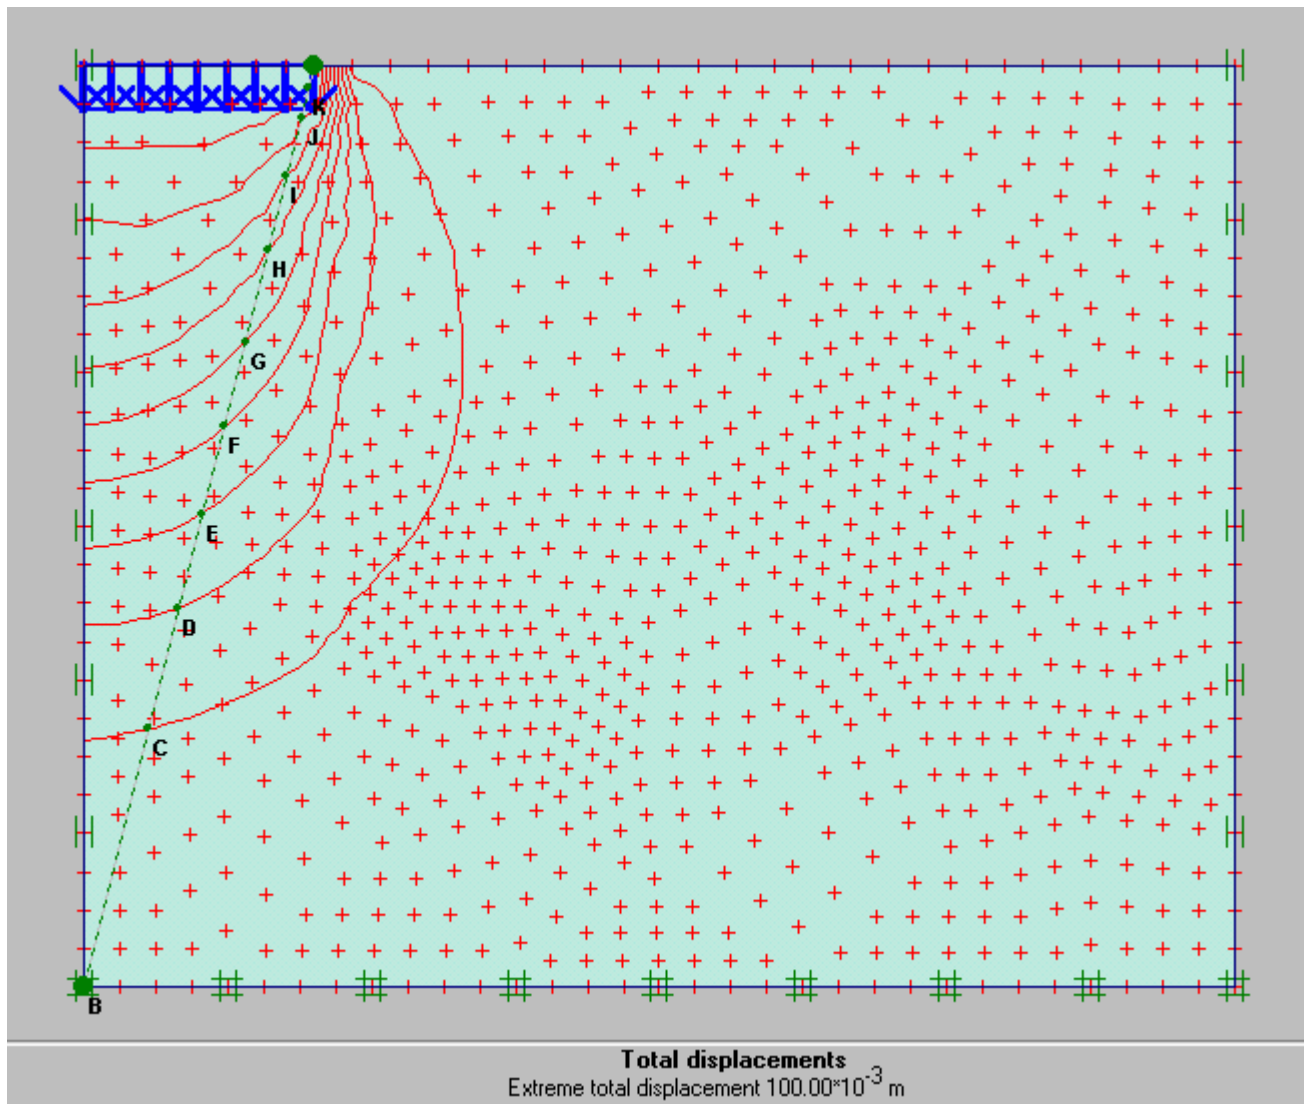 K
J
I
H
G
F
E
D
C
B
Total displacements
Extreme total displacement 100.00*10-3 m